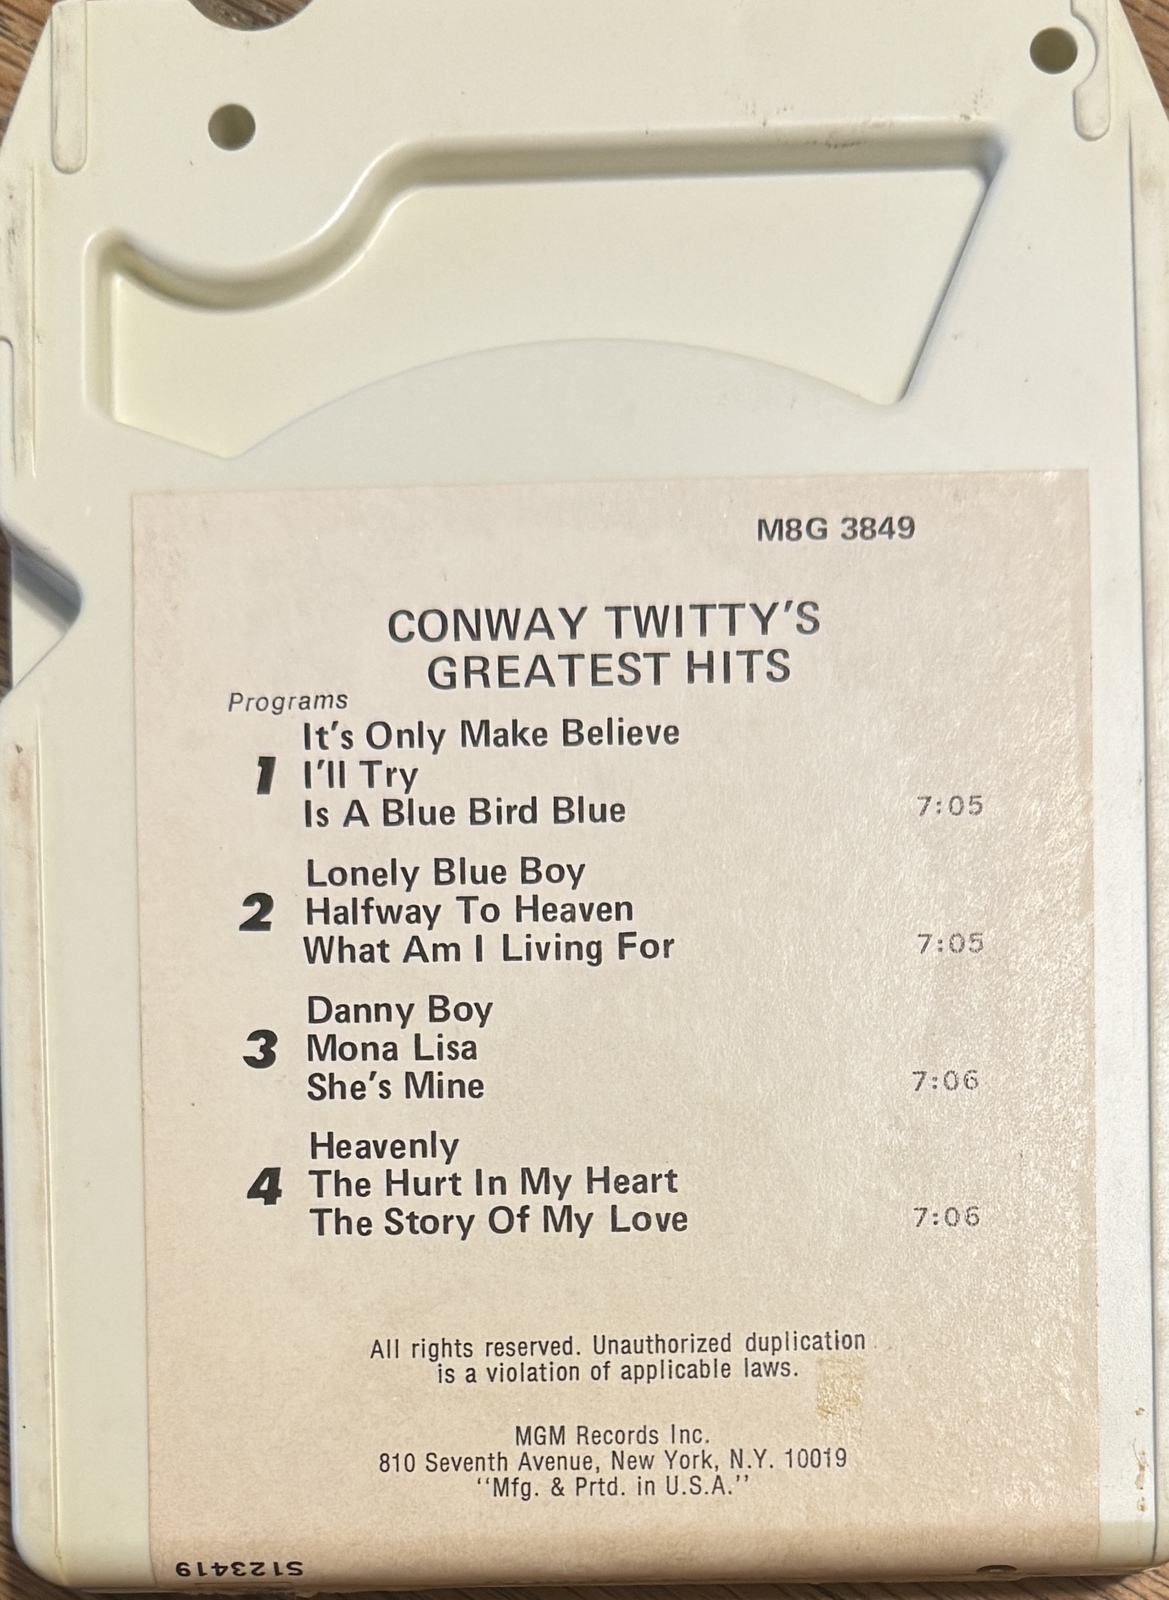 M8G 3849
CONWAY TWITTY'S
GREATEST HITS
Programs
1
It's Only Make Believe
I'll Try
Is A Blue Bird Blue 7:05
2
Lonely Blue Boy
Halfway To Heaven
What Am I Living For 7:05
3
Danny Boy
Mona Lisa
She's Mine 7:06
4
Heavenly
The Hurt In My Heart
The Story Of My Love 7:06
All rights reserved. Unauthorized duplication
is a violation of applicable laws.
MGM Records Inc.
810 Seventh Avenue, New York, N.Y. 10019
"Mfg. & Prtd. in U.S.A."
S123419